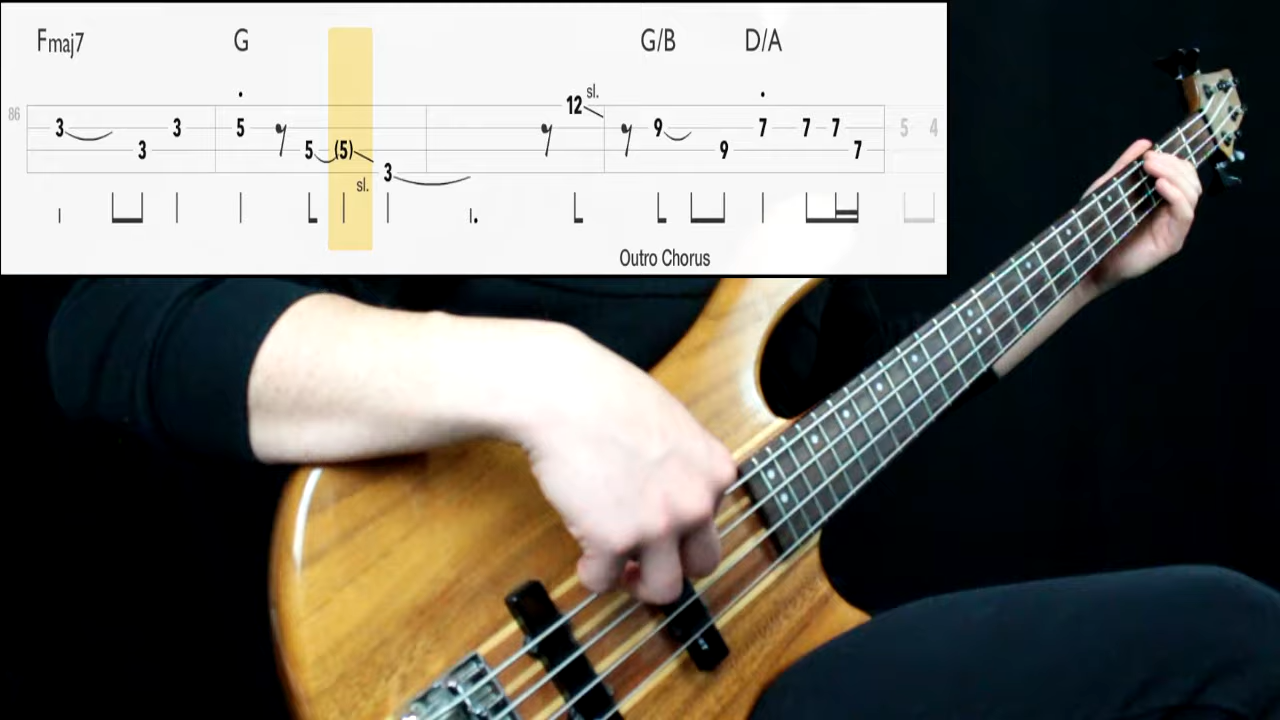 Fmaj7 G G/B D/A
86
12 sl.
3 3 5 9 7 7 7 5 4
3 5 (5) 9 7
3
sl.
Outro Chorus